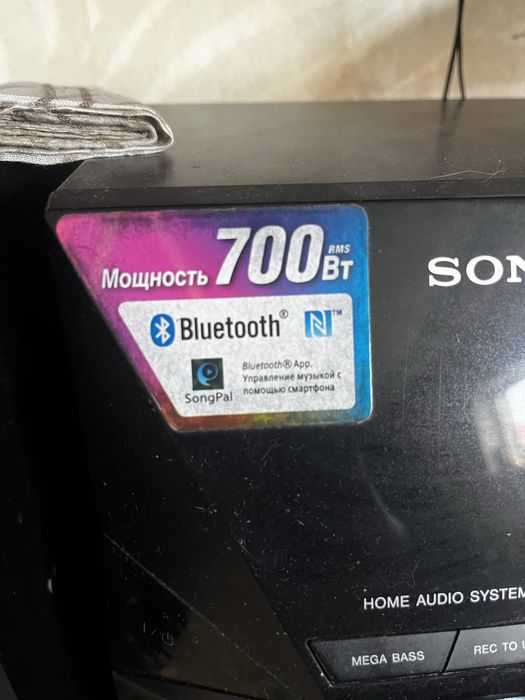 Мощность 700 RMS Вт
SON
Bluetooth® N™
Bluetooth® App.
Управление музыкой с
помощью смартфона
SongPal
HOME AUDIO SYSTEM
MEGA BASS
REC TO U